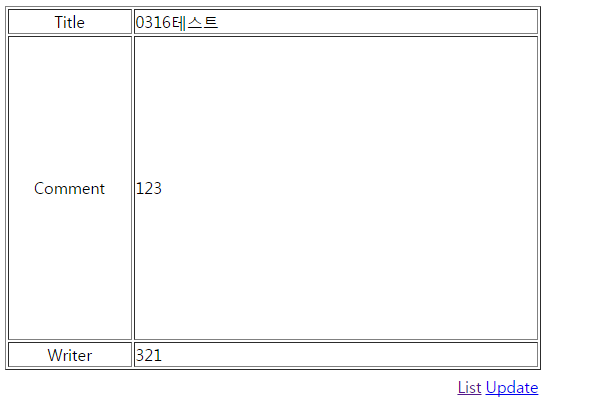 Title 0316테스트
Comment 123
Writer 321
List Update